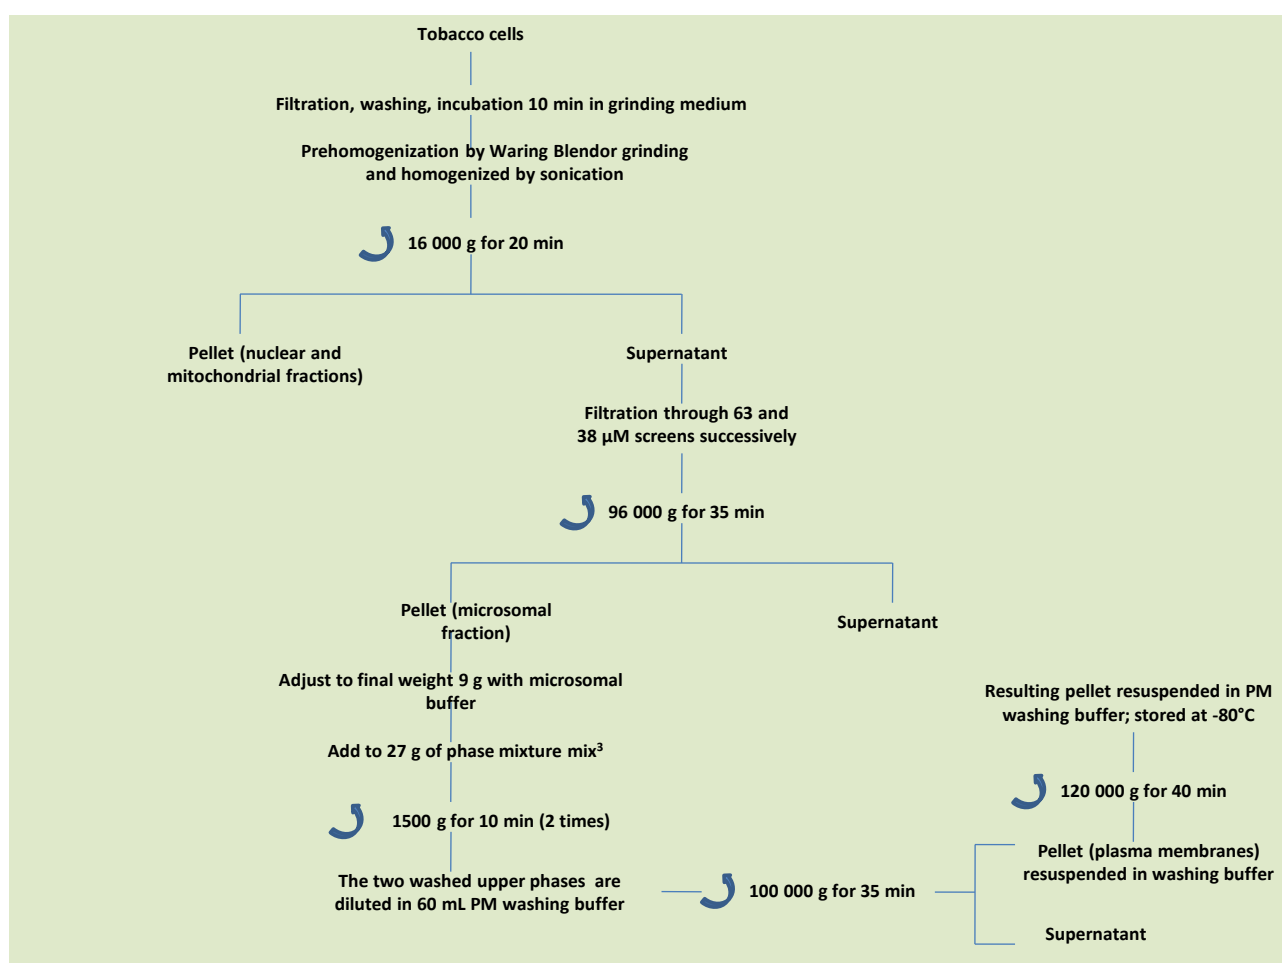 Tobacco cells
Filtration, washing, incubation 10 min in grinding medium
Prehomogenization by Waring Blendor grinding
and homogenized by sonication
16 000 g for 20 min
Pellet (nuclear and
mitochondrial fractions)
Supernatant
Filtration through 63 and
38 µM screens successively
96 000 g for 35 min
Pellet (microsomal
fraction)
Supernatant
Adjust to final weight 9 g with microsomal
buffer
Add to 27 g of phase mixture mix³
1500 g for 10 min (2 times)
The two washed upper phases are
diluted in 60 mL PM washing buffer
100 000 g for 35 min
Resulting pellet resuspended in PM
washing buffer; stored at -80°C
120 000 g for 40 min
Pellet (plasma membranes)
resuspended in washing buffer
Supernatant